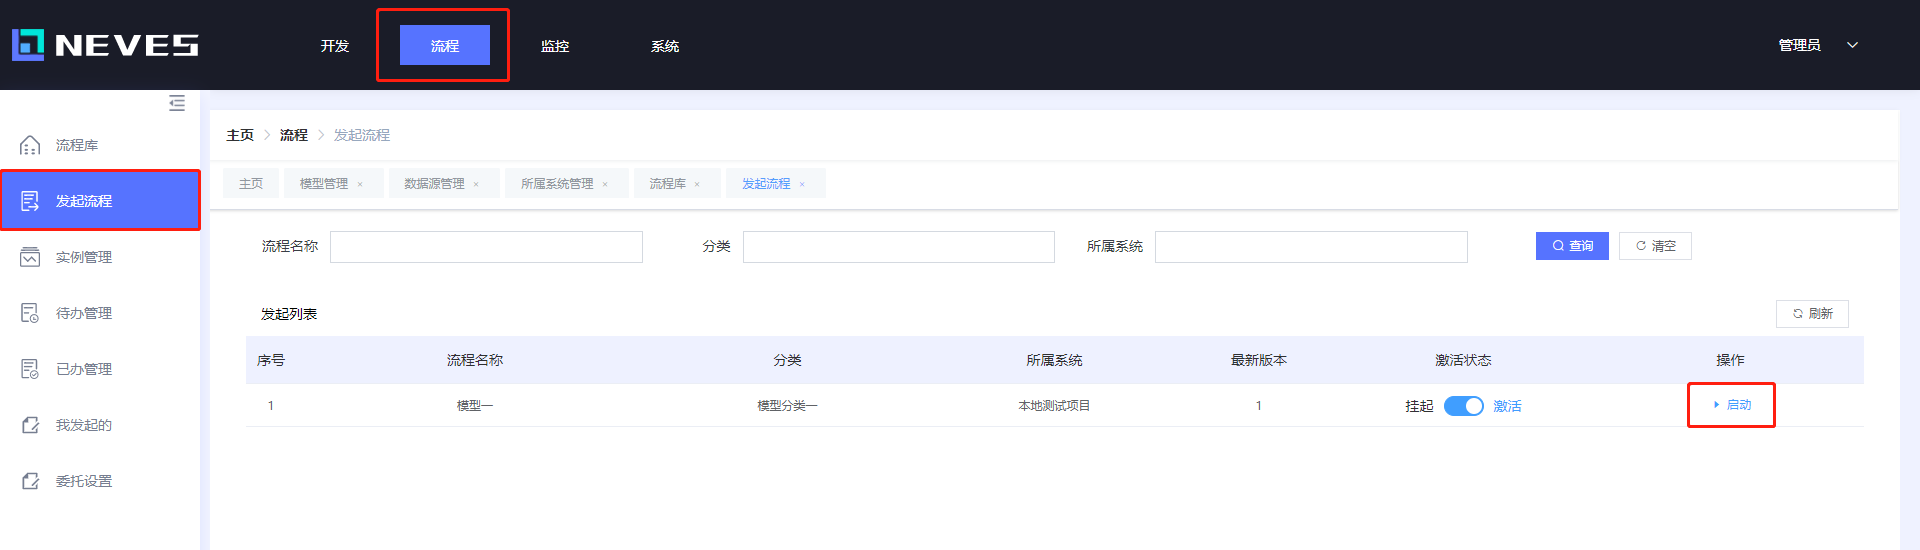 NEVES 开发 流程 监控 系统 管理员
流程库
发起流程
实例管理
待办管理
已办管理
我发起的
委托设置
主页 > 流程 > 发起流程
主页 模型管理 × 数据源管理 × 所属系统管理 × 流程库 × 发起流程 ×
流程名称 分类 所属系统 查询 清空
发起列表 刷新
序号 流程名称 分类 所属系统 最新版本 激活状态 操作
1 模型一 模型分类一 本地测试项目 1 挂起 激活 启动